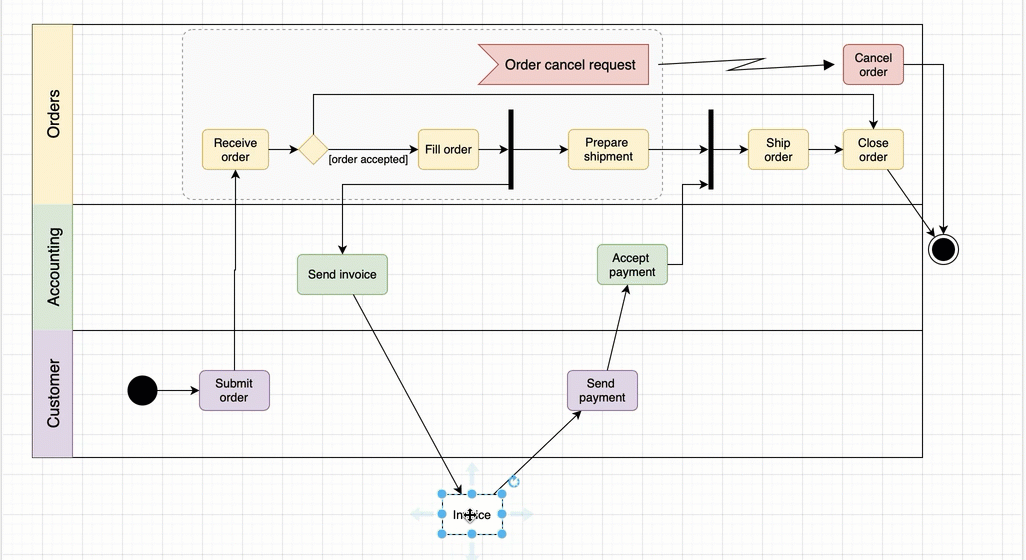 Orders
Order cancel request
Cancel
order
Receive
order
[order accepted]
Fill order
Prepare
shipment
Ship
order
Close
order
Accounting
Send invoice
Accept
payment
Customer
Submit
order
Send
payment
Invoice